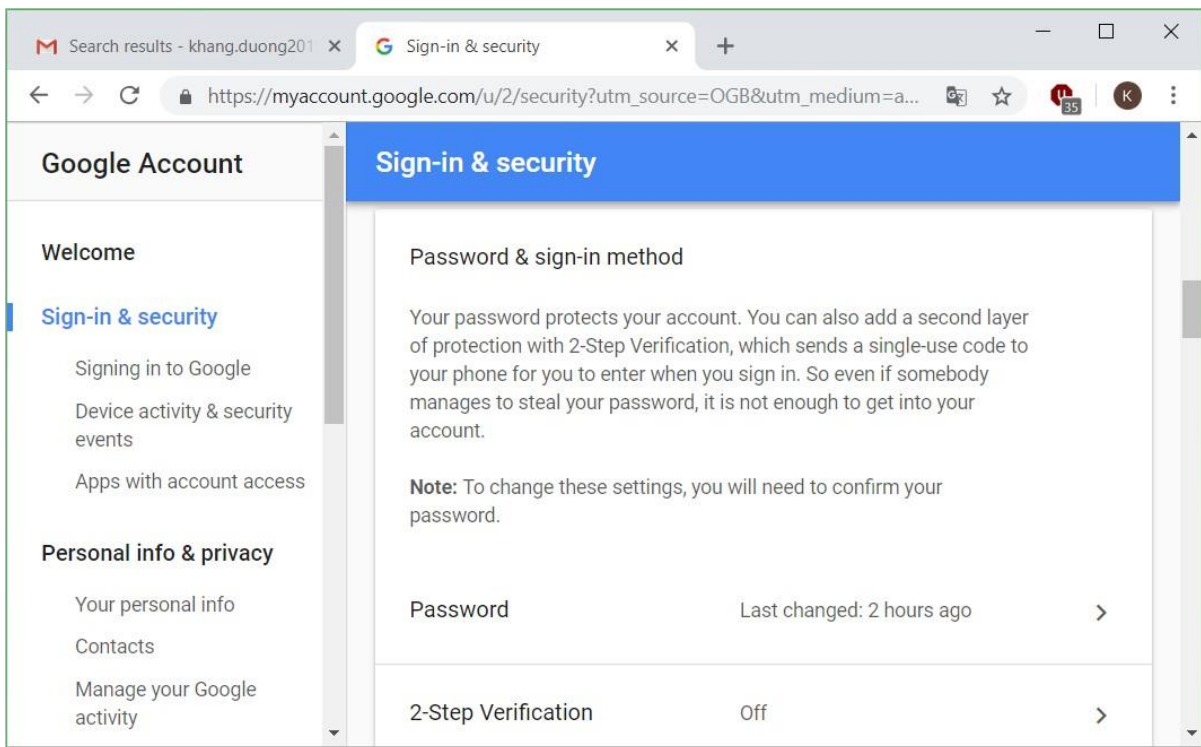 Search results - khang.duong201
Sign-in & security
https://myaccount.google.com/u/2/security?utm_source=OGB&utm_medium=a...
35
K
Google Account
Sign-in & security
Welcome
Sign-in & security
Signing in to Google
Device activity & security
events
Apps with account access
Personal info & privacy
Your personal info
Contacts
Manage your Google
activity
Password & sign-in method
Your password protects your account. You can also add a second layer
of protection with 2-Step Verification, which sends a single-use code to
your phone for you to enter when you sign in. So even if somebody
manages to steal your password, it is not enough to get into your
account.
Note: To change these settings, you will need to confirm your
password.
Password Last changed: 2 hours ago
2-Step Verification Off